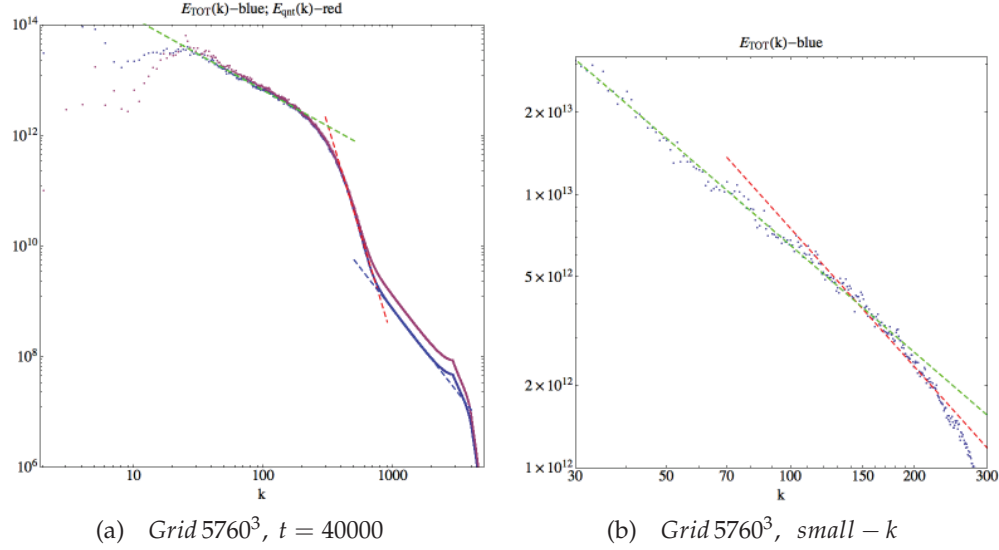 E_TOT(k)−blue; E_qnt(k)−red
10^14
10^12
10^10
10^8
10^6
10
100
1000
k
(a) Grid 5760^3, t = 40000
E_TOT(k)−blue
2 × 10^13
1 × 10^13
5 × 10^12
2 × 10^12
1 × 10^12
30
50
70
100
150
200
300
k
(b) Grid 5760^3, small − k